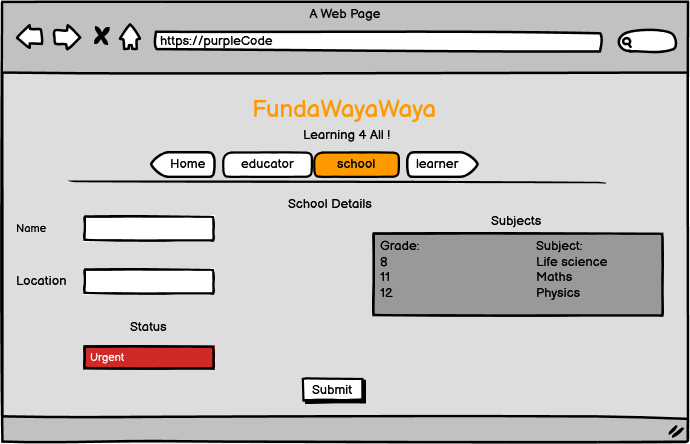 A Web Page
https://purpleCode
FundaWayaWaya
Learning 4 All !
Home educator school learner
School Details
Name
Location
Status
Urgent
Subjects
Grade: Subject:
8 Life science
11 Maths
12 Physics
Submit